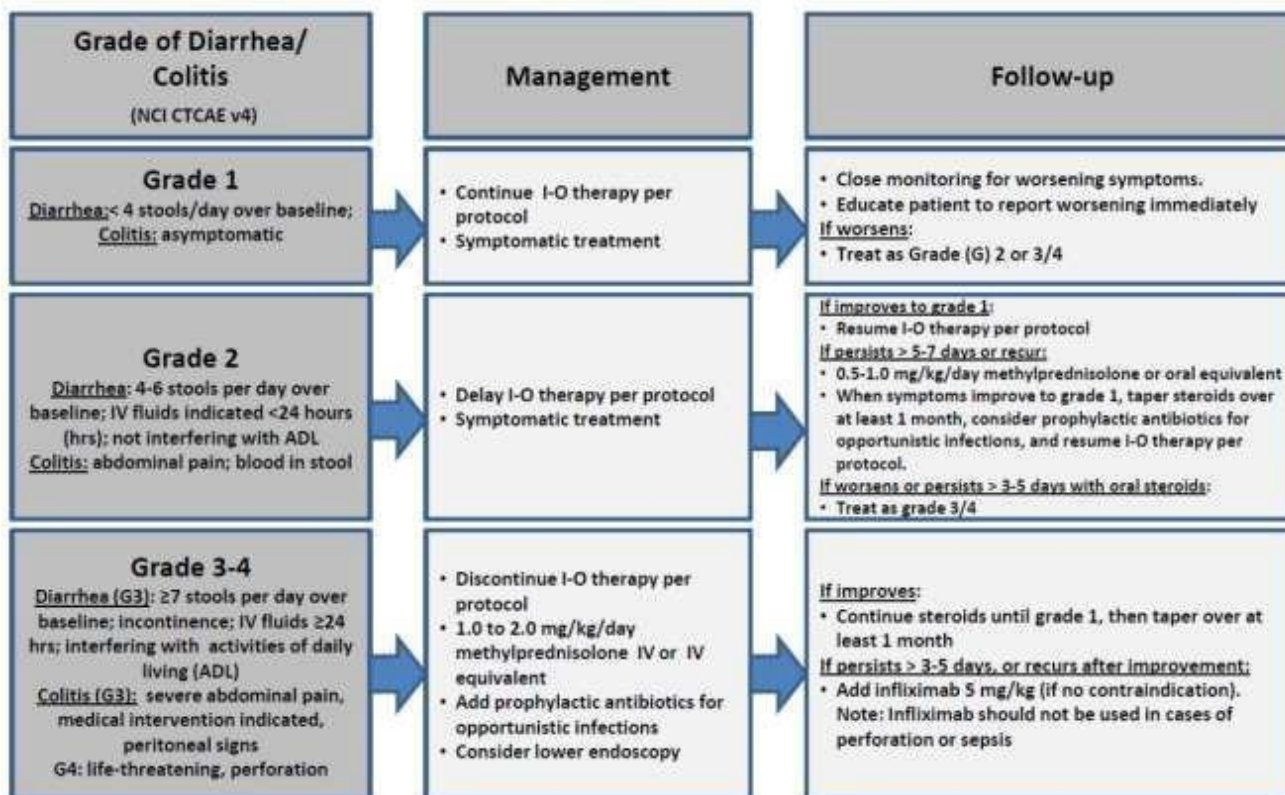 Grade of Diarrhea/
Colitis
(NCI CTCAE v4)
Management
Follow-up
Grade 1
Diarrhea:< 4 stools/day over baseline;
Colitis: asymptomatic
• Continue I-O therapy per
protocol
• Symptomatic treatment
• Close monitoring for worsening symptoms.
• Educate patient to report worsening immediately
If worsens:
• Treat as Grade (G) 2 or 3/4
Grade 2
Diarrhea: 4-6 stools per day over
baseline; IV fluids indicated <24 hours
(hrs); not interfering with ADL
Colitis: abdominal pain; blood in stool
• Delay I-O therapy per protocol
• Symptomatic treatment
If improves to grade 1:
• Resume I-O therapy per protocol
If persists > 5-7 days or recur:
• 0.5-1.0 mg/kg/day methylprednisolone or oral equivalent
• When symptoms improve to grade 1, taper steroids over
at least 1 month, consider prophylactic antibiotics for
opportunistic infections, and resume I-O therapy per
protocol.
If worsens or persists > 3-5 days with oral steroids:
• Treat as grade 3/4
Grade 3-4
Diarrhea (G3): ≥7 stools per day over
baseline; incontinence; IV fluids ≥24
hrs; interfering with activities of daily
living (ADL)
Colitis (G3): severe abdominal pain,
medical intervention indicated,
peritoneal signs
G4: life-threatening, perforation
• Discontinue I-O therapy per
protocol
• 1.0 to 2.0 mg/kg/day
methylprednisolone IV or IV
equivalent
• Add prophylactic antibiotics for
opportunistic infections
• Consider lower endoscopy
If improves:
• Continue steroids until grade 1, then taper over at
least 1 month
If persists > 3-5 days, or recurs after improvement:
• Add infliximab 5 mg/kg (if no contraindication).
Note: Infliximab should not be used in cases of
perforation or sepsis